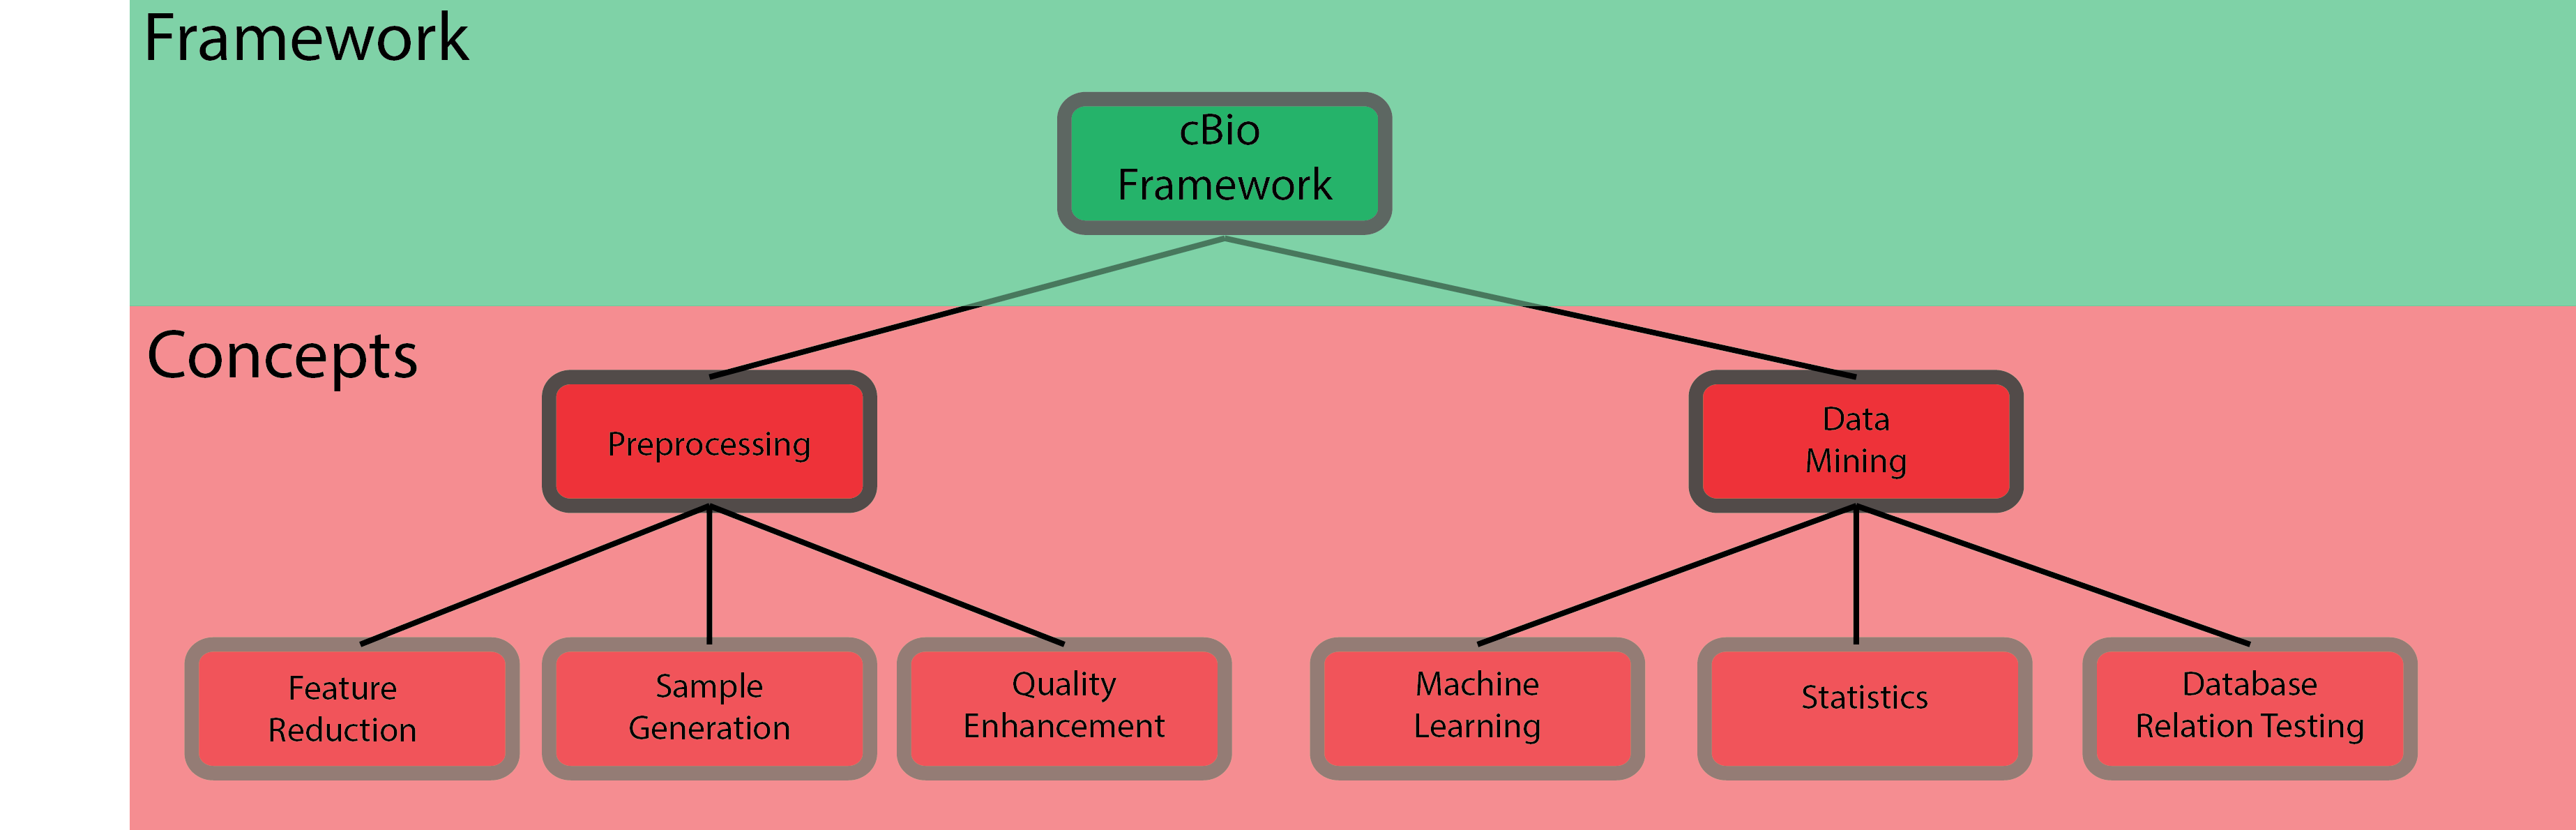 Framework
cBio
Framework
Concepts
Preprocessing
Data
Mining
Feature
Reduction
Sample
Generation
Quality
Enhancement
Machine
Learning
Statistics
Database
Relation Testing